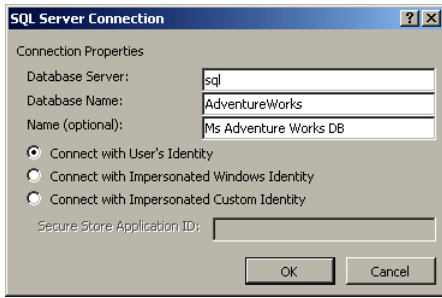 SQL Server Connection
Connection Properties
Database Server: sql
Database Name: AdventureWorks
Name (optional): Ms Adventure Works DB
Connect with User's Identity
Connect with Impersonated Windows Identity
Connect with Impersonated Custom Identity
Secure Store Application ID:
OK Cancel